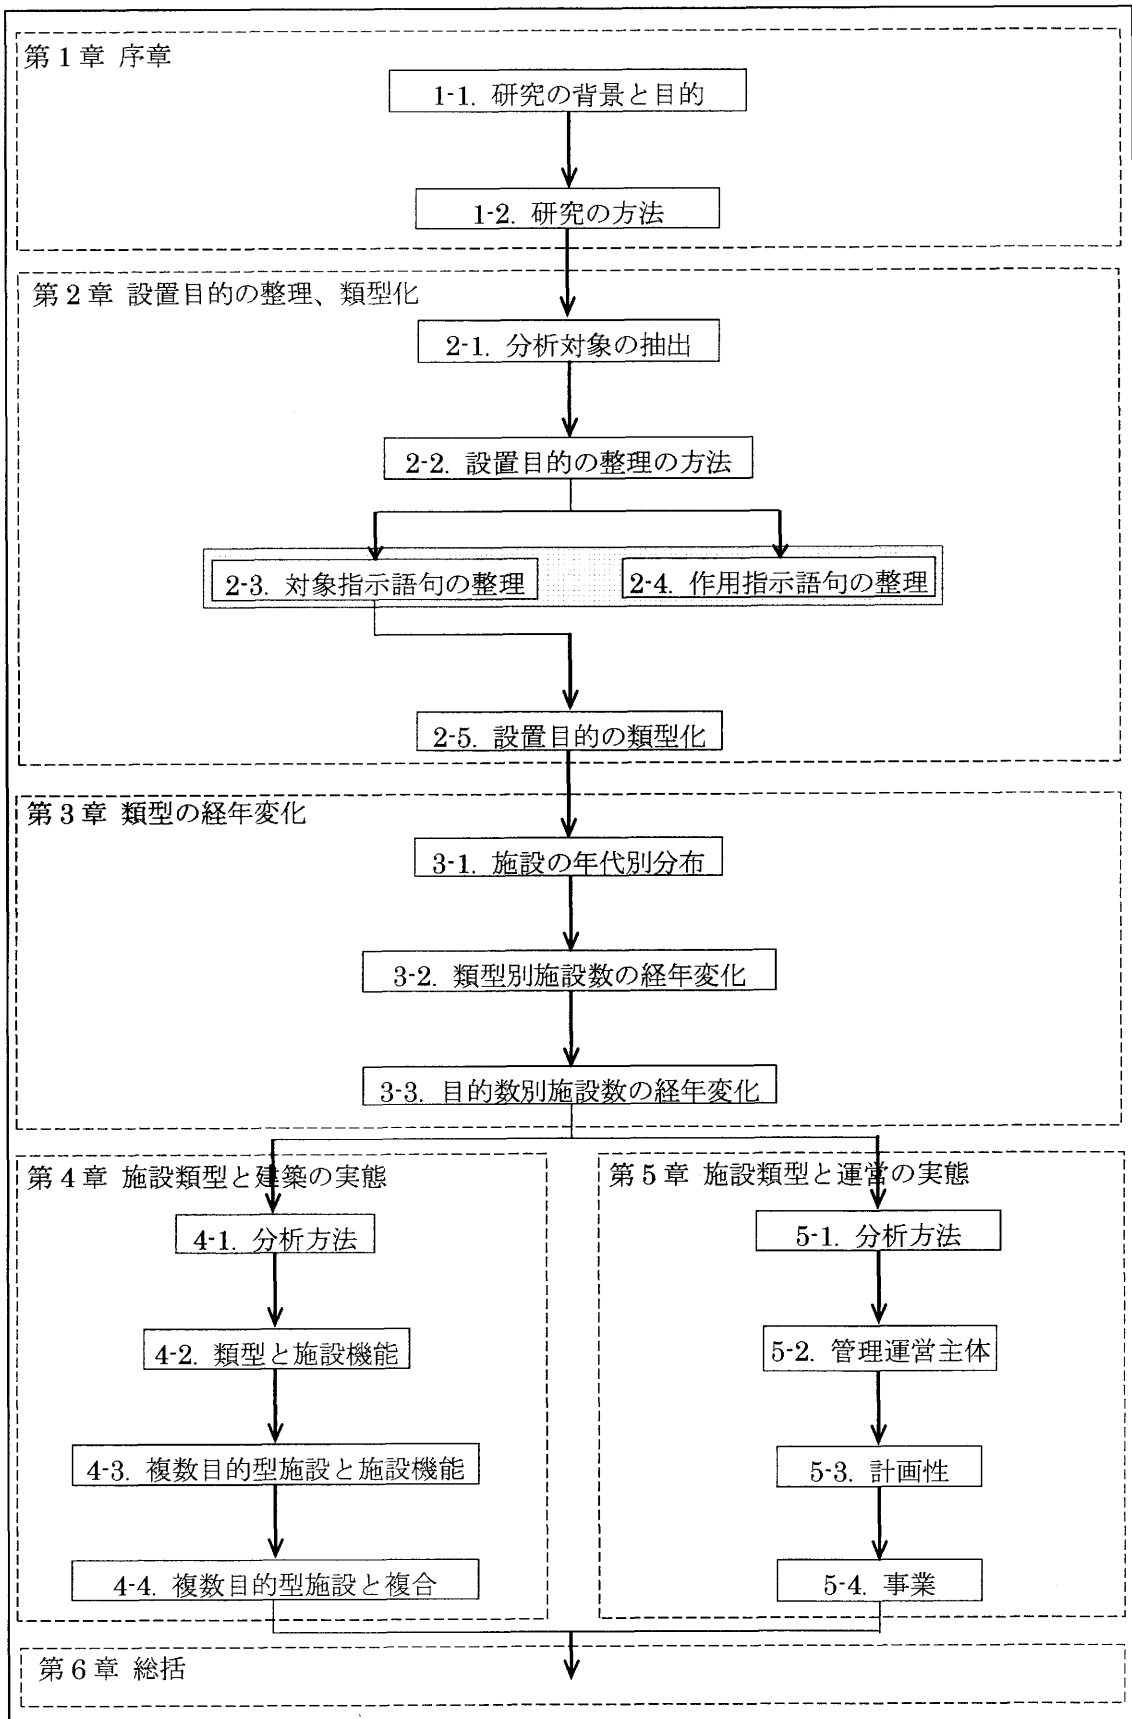 第1章 序章
1-1. 研究の背景と目的
1-2. 研究の方法
第2章 設置目的の整理、類型化
2-1. 分析対象の抽出
2-2. 設置目的の整理の方法
2-3. 対象指示語句の整理
2-4. 作用指示語句の整理
2-5. 設置目的の類型化
第3章 類型の経年変化
3-1. 施設の年代別分布
3-2. 類型別施設数の経年変化
3-3. 目的数別施設数の経年変化
第4章 施設類型と建築の実態
4-1. 分析方法
4-2. 類型と施設機能
4-3. 複数目的型施設と施設機能
4-4. 複数目的型施設と複合
第5章 施設類型と運営の実態
5-1. 分析方法
5-2. 管理運営主体
5-3. 計画性
5-4. 事業
第6章 総括